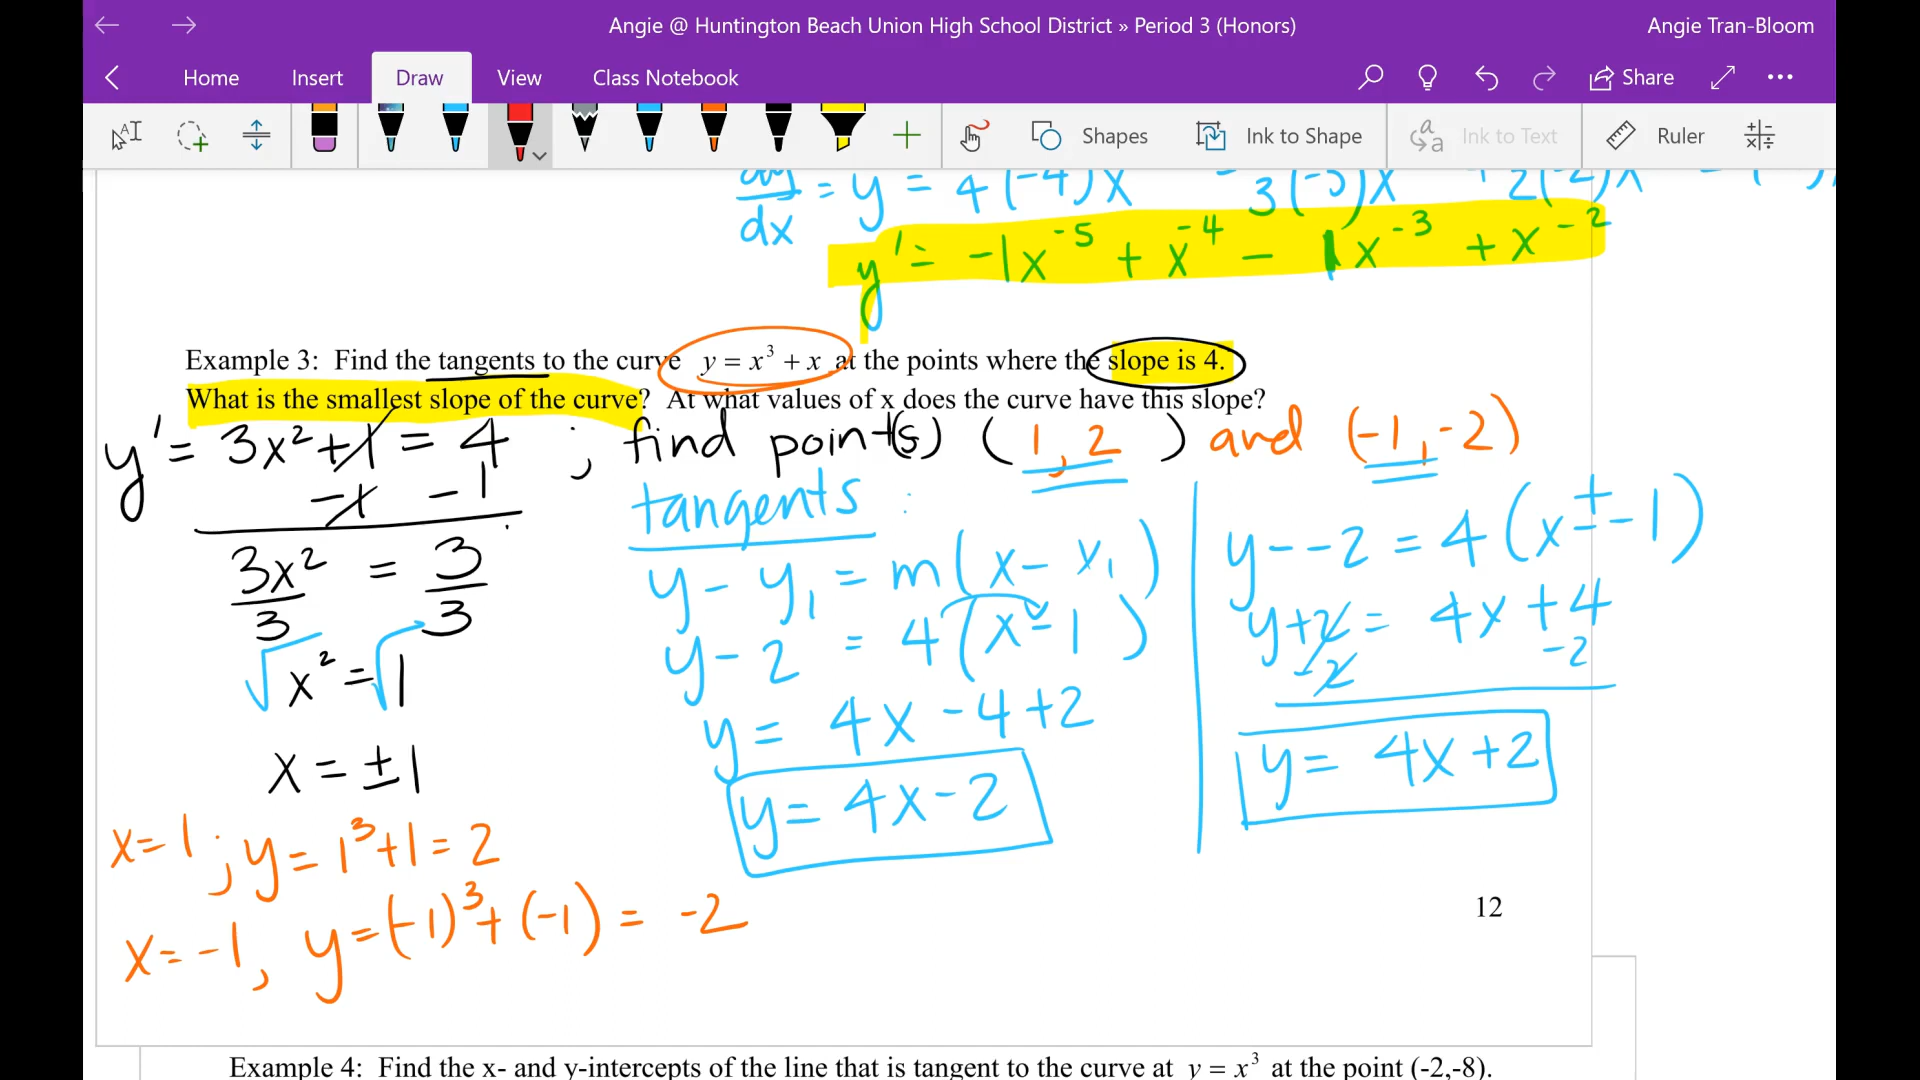 Angie @ Huntington Beach Union High School District » Period 3 (Honors)
Angie Tran-Bloom
Home Insert Draw View Class Notebook Share
Shapes Ink to Shape Ink to Text Ruler
dy/dx = y = 4(-4)x - 3(-3)x + 2(-2)x
y' = -1x⁻⁵ + x⁻⁴ - 1x⁻³ + x⁻²
Example 3: Find the tangents to the curve y = x³ + x at the points where the slope is 4.
What is the smallest slope of the curve? At what values of x does the curve have this slope?
y' = 3x² + 1 = 4 ; find point(s) (1, 2) and (-1, -2)
-1 -1
3x²/3 = 3/3
√x² = √1
x = ±1
x = 1 ; y = 1³ + 1 = 2
x = -1, y = (-1)³ + (-1) = -2
tangents :
y - y₁ = m(x - x₁)
y - 2 = 4(x - 1)
y = 4x - 4 + 2
y = 4x - 2
y - -2 = 4(x - -1)
+
y + 2 = 4x + 4
-2 -2
y = 4x + 2
12
Example 4: Find the x- and y-intercepts of the line that is tangent to the curve at y = x³ at the point (-2,-8).